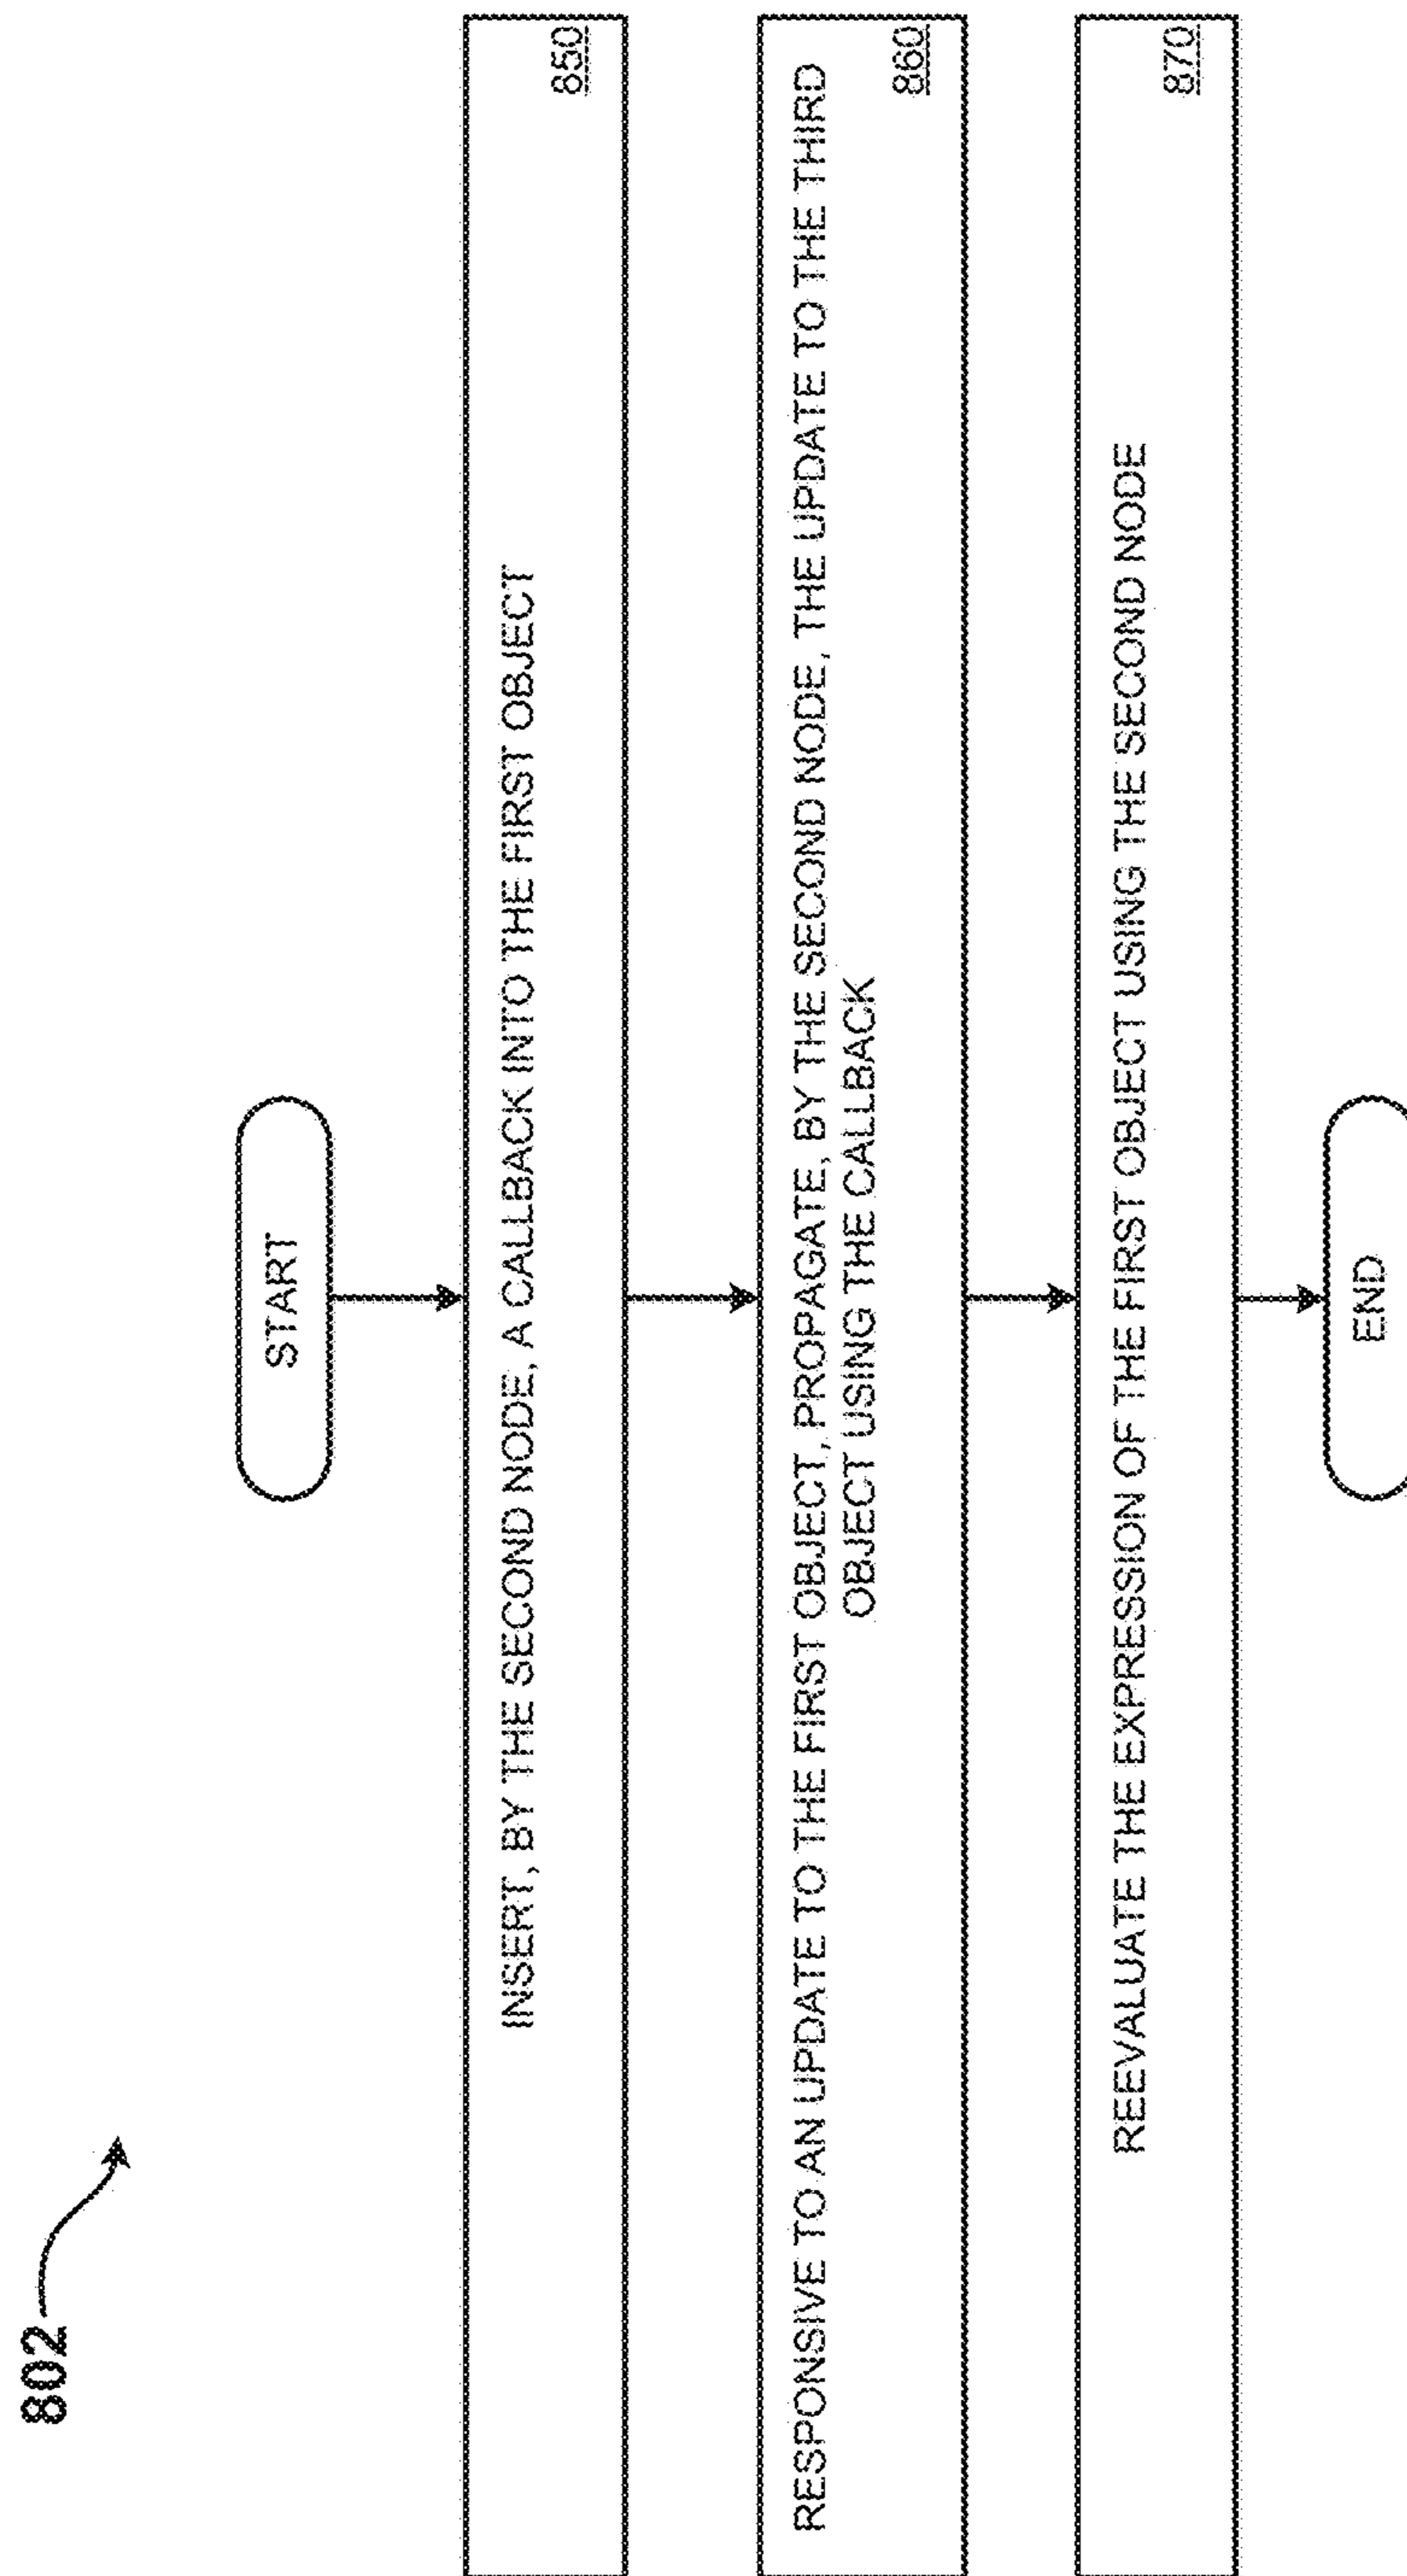 802
START
INSERT, BY THE SECOND NODE, A CALLBACK INTO THE FIRST OBJECT
850
RESPONSIVE TO AN UPDATE TO THE FIRST OBJECT, PROPAGATE, BY THE SECOND NODE, THE UPDATE TO THE THIRD
OBJECT USING THE CALLBACK
860
REEVALUATE THE EXPRESSION OF THE FIRST OBJECT USING THE SECOND NODE
870
END